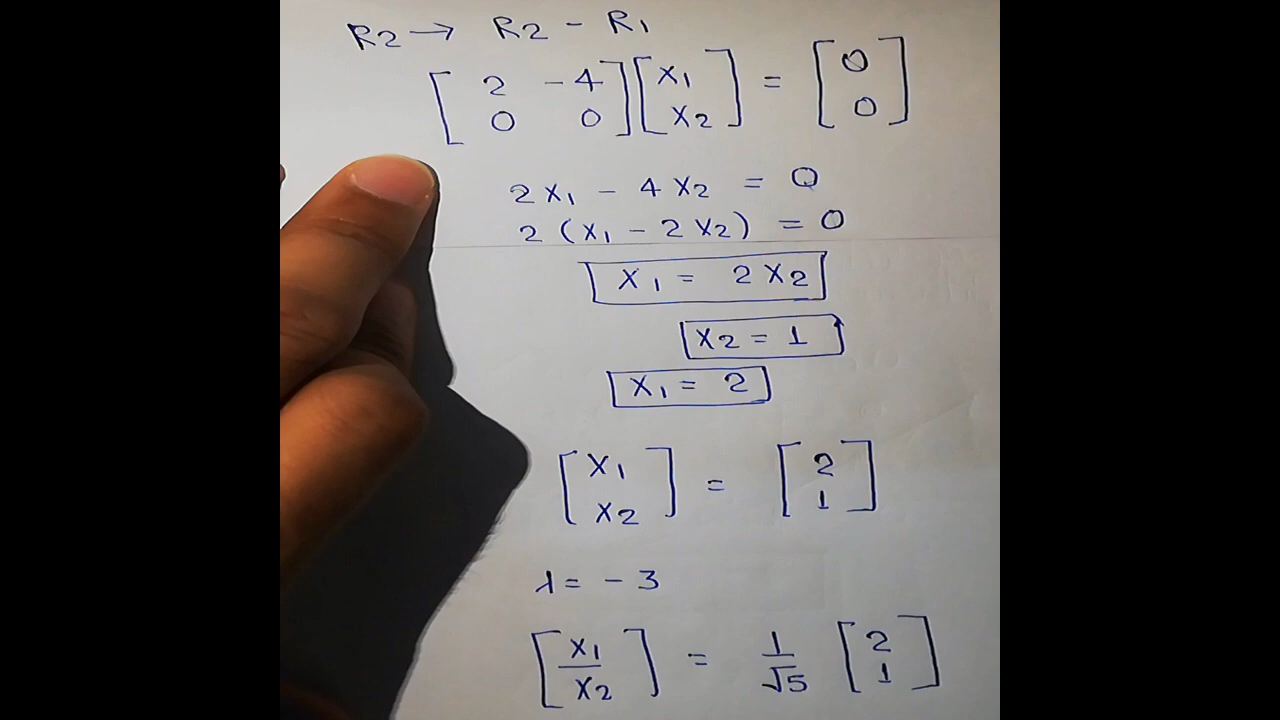 R2 → R2 - R1
[ 2 -4 ] [ x1 ] = [ 0 ]
[ 0 0 ] [ x2 ] [ 0 ]
2x1 - 4x2 = 0
2(x1 - 2x2) = 0
x1 = 2x2
x2 = 1
x1 = 2
[ x1 ] = [ 2 ]
[ x2 ] [ 1 ]
λ = -3
[ x1 ] = 1/√5 [ 2 ]
[ x2 ] [ 1 ]